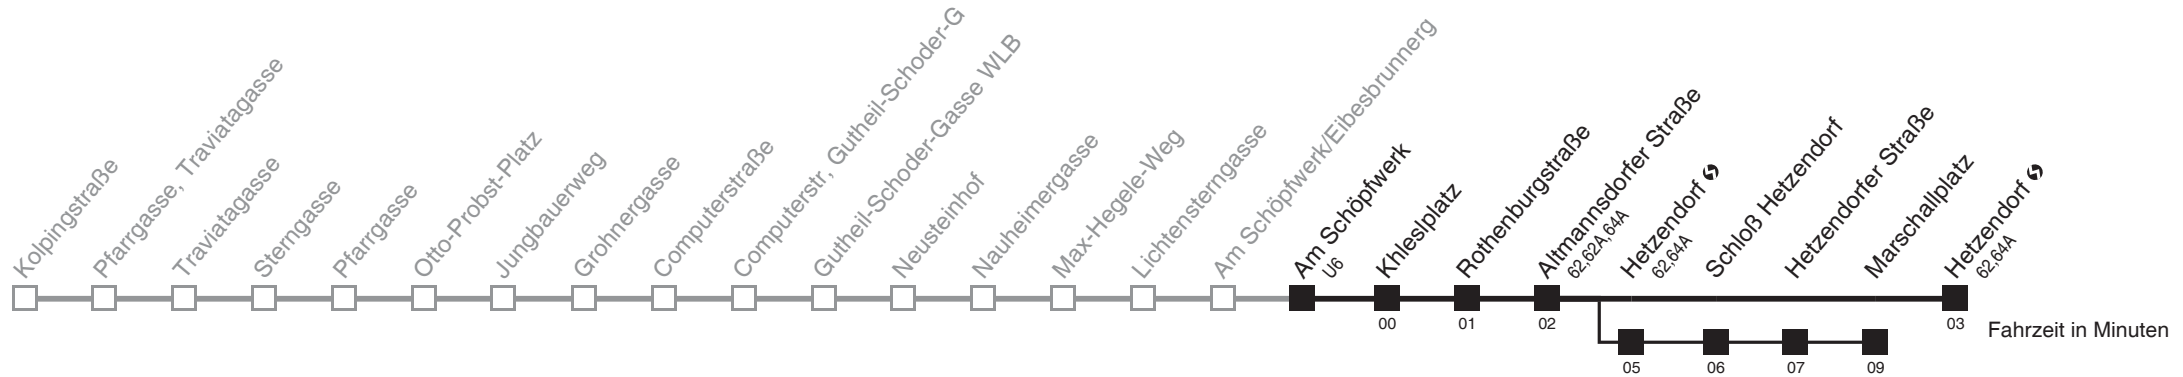 Kolpingstraße
Pfarrgasse, Traviatagasse
Traviatagasse
Sterngasse
Pfarrgasse
Otto-Probst-Platz
Jungbauerweg
Grohnergasse
Computerstraße
Computerstr, Gutheil-Schoder-G
Gutheil-Schoder-Gasse WLB
Neusteinhof
Nauheimergasse
Max-Hegele-Weg
Lichtensterngasse
Am Schöpfwerk/Eibesbrunnerg
Am Schöpfwerk
U6
Khleslplatz
Rothenburgstraße
Altmannsdorfer Straße
62,62A,64A
Hetzendorf
62,64A
Schloß Hetzendorf
Hetzendorfer Straße
Marschallplatz
Hetzendorf
62,64A
00 01 02 03
Fahrzeit in Minuten
05 06 07 09